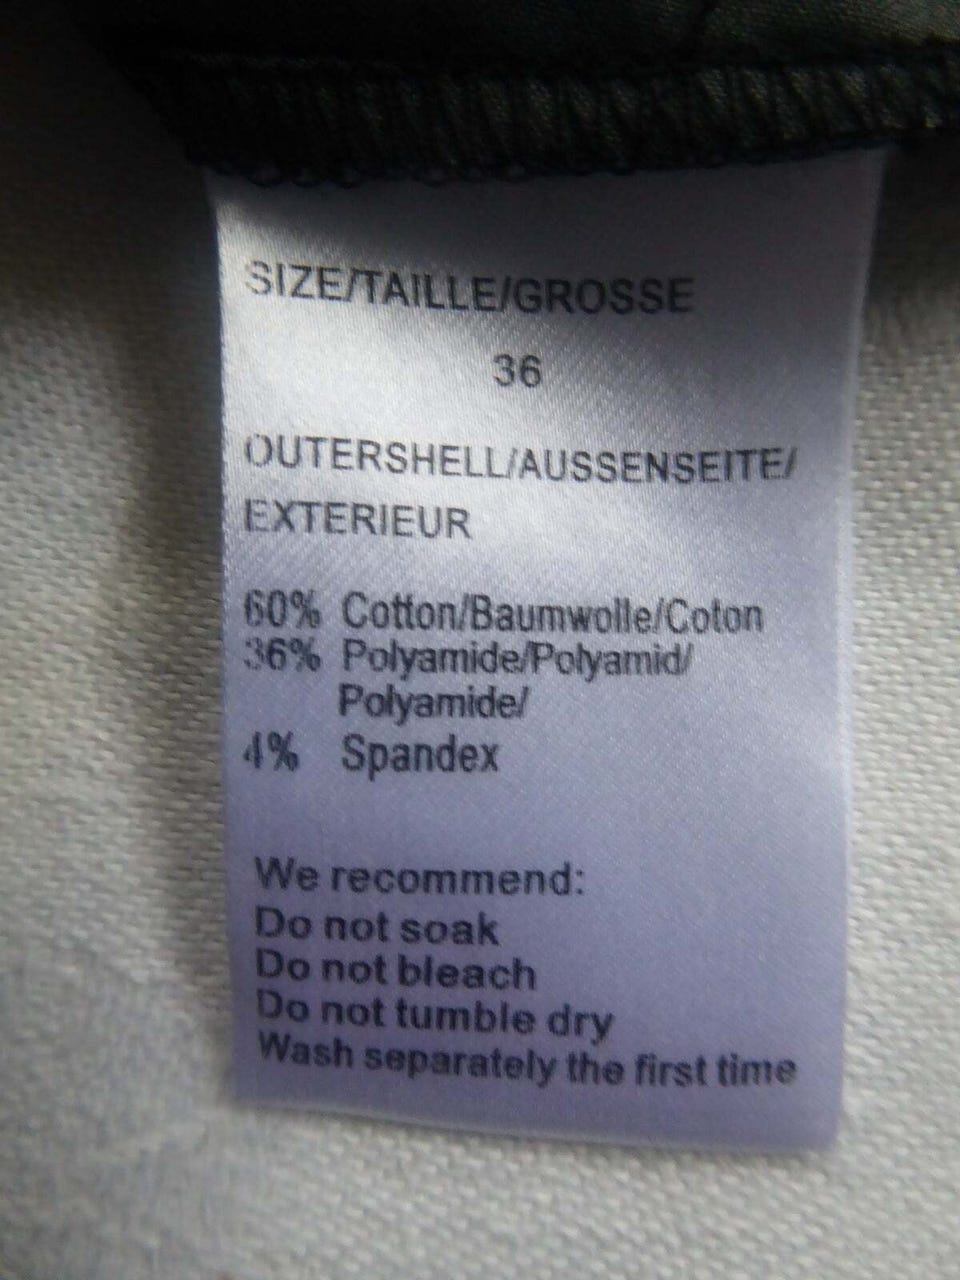 SIZE/TAILLE/GROSSE
36
OUTERSHELL/AUSSENSEITE/
EXTERIEUR
60% Cotton/Baumwolle/Coton
36% Polyamide/Polyamid/
Polyamide/
4% Spandex
We recommend:
Do not soak
Do not bleach
Do not tumble dry
Wash separately the first time